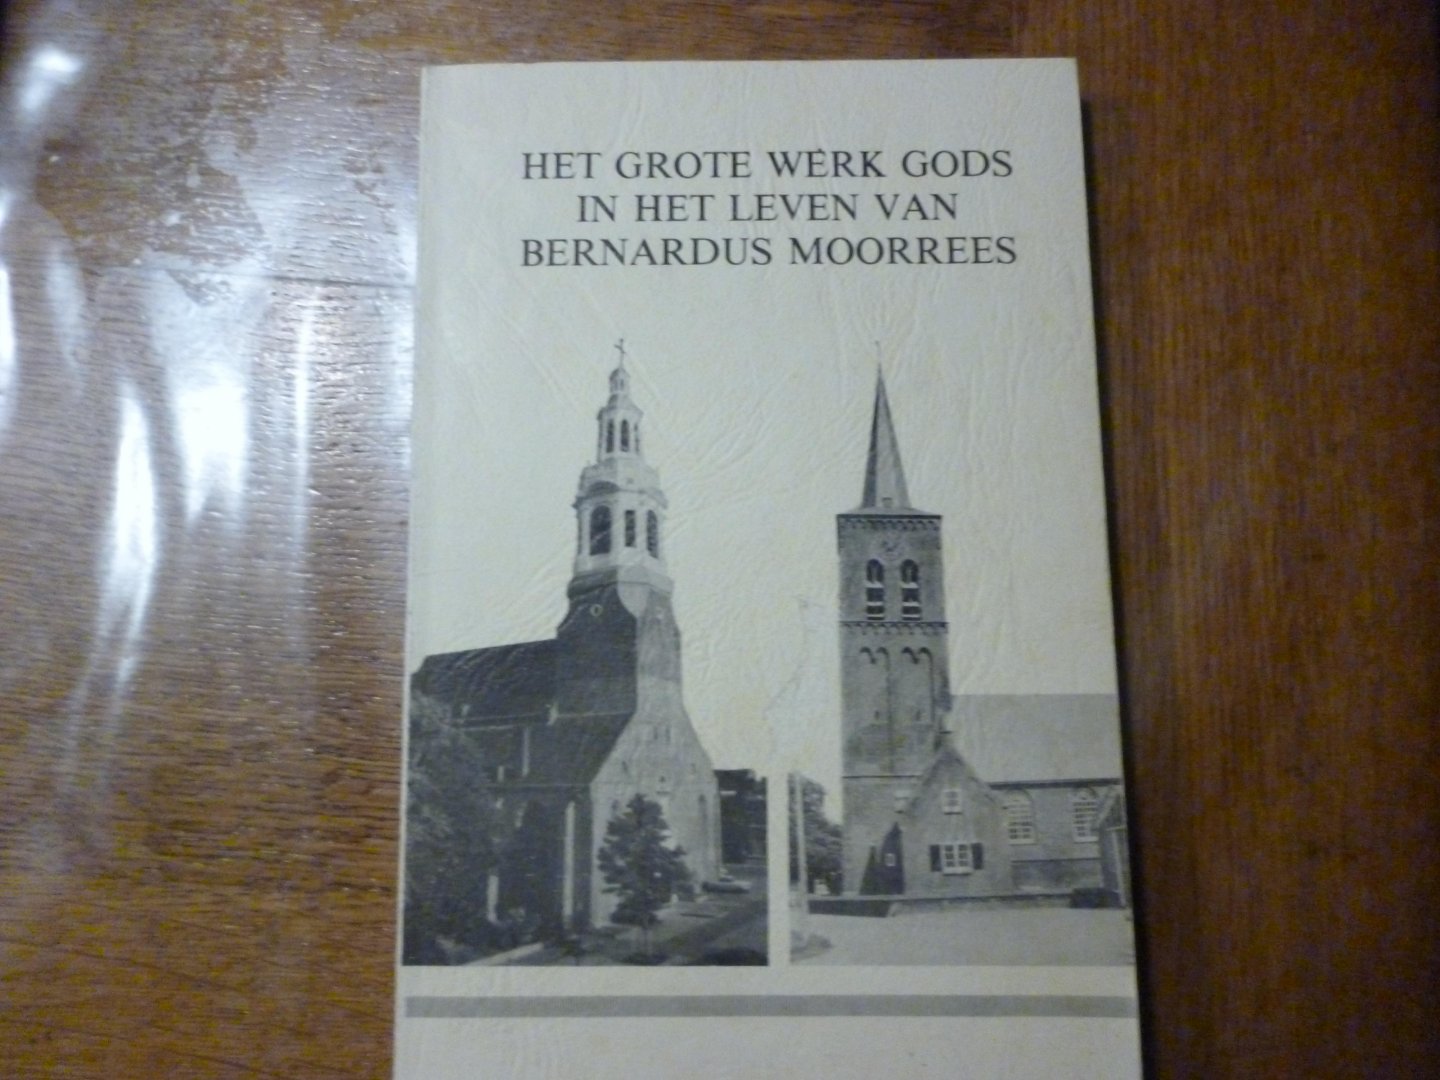 HET GROTE WERK GODS
IN HET LEVEN VAN
BERNARDUS MOORREES